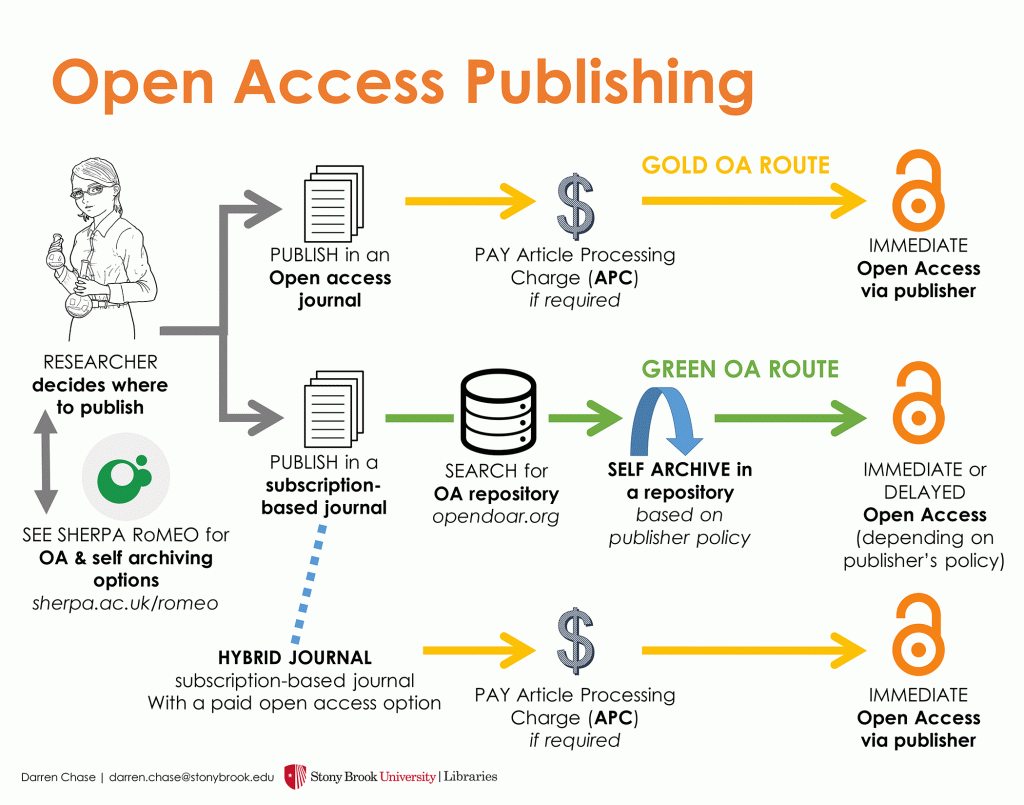 Open Access Publishing
GOLD OA ROUTE
PUBLISH in an
Open access
journal
PAY Article Processing
Charge (APC)
if required
IMMEDIATE
Open Access
via publisher
RESEARCHER
decides where
to publish
SEE SHERPA RoMEO for
OA & self archiving
options
sherpa.ac.uk/romeo
GREEN OA ROUTE
PUBLISH in a
subscription-
based journal
SEARCH for
OA repository
opendoar.org
SELF ARCHIVE in
a repository
based on
publisher policy
IMMEDIATE or
DELAYED
Open Access
(depending on
publisher's policy)
HYBRID JOURNAL
subscription-based journal
With a paid open access option
PAY Article Processing
Charge (APC)
if required
IMMEDIATE
Open Access
via publisher
Darren Chase | darren.chase@stonybrook.edu
Stony Brook University | Libraries